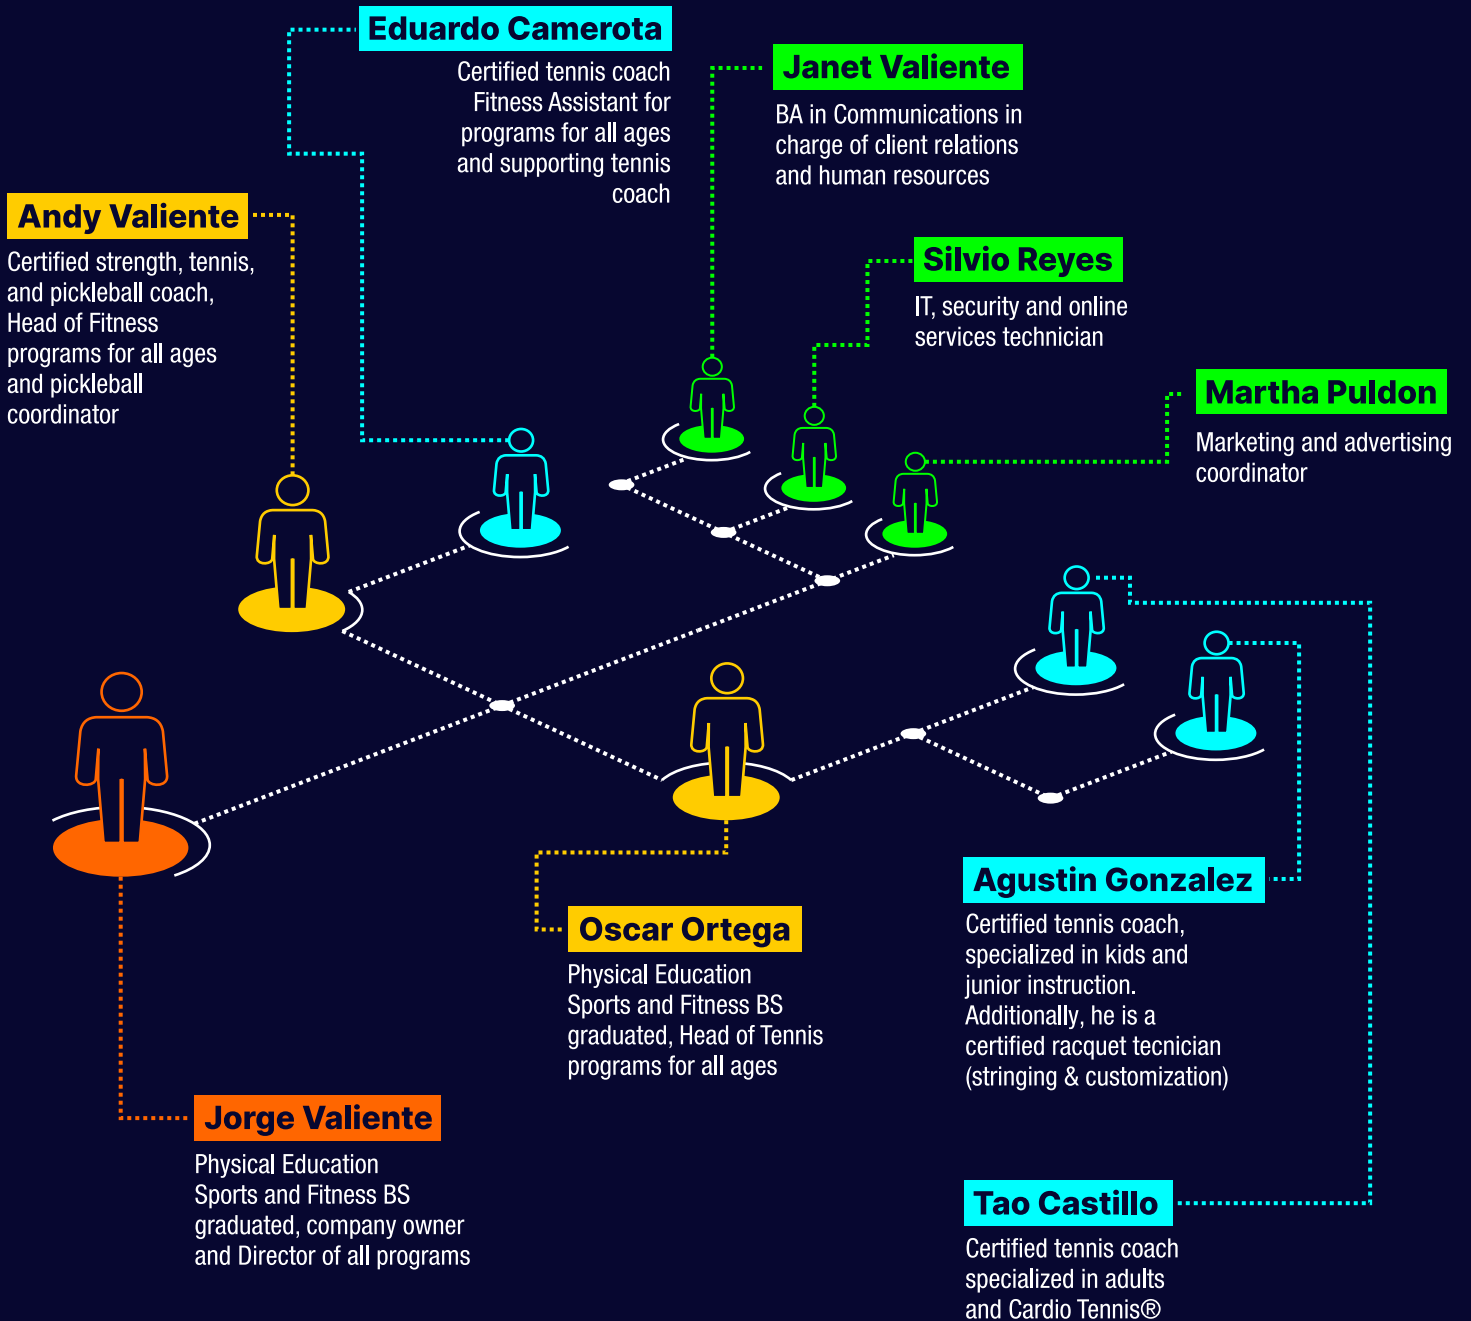 Eduardo Camerota
Certified tennis coach
Fitness Assistant for
programs for all ages
and supporting tennis
coach
Janet Valiente
BA in Communications in
charge of client relations
and human resources
Andy Valiente
Certified strength, tennis,
and pickleball coach,
Head of Fitness
programs for all ages
and pickleball
coordinator
Silvio Reyes
IT, security and online
services technician
Martha Puldon
Marketing and advertising
coordinator
Agustin Gonzalez
Certified tennis coach,
specialized in kids and
junior instruction.
Additionally, he is a
certified racquet tecnician
(stringing & customization)
Oscar Ortega
Physical Education
Sports and Fitness BS
graduated, Head of Tennis
programs for all ages
Jorge Valiente
Physical Education
Sports and Fitness BS
graduated, company owner
and Director of all programs
Tao Castillo
Certified tennis coach
specialized in adults
and Cardio Tennis®